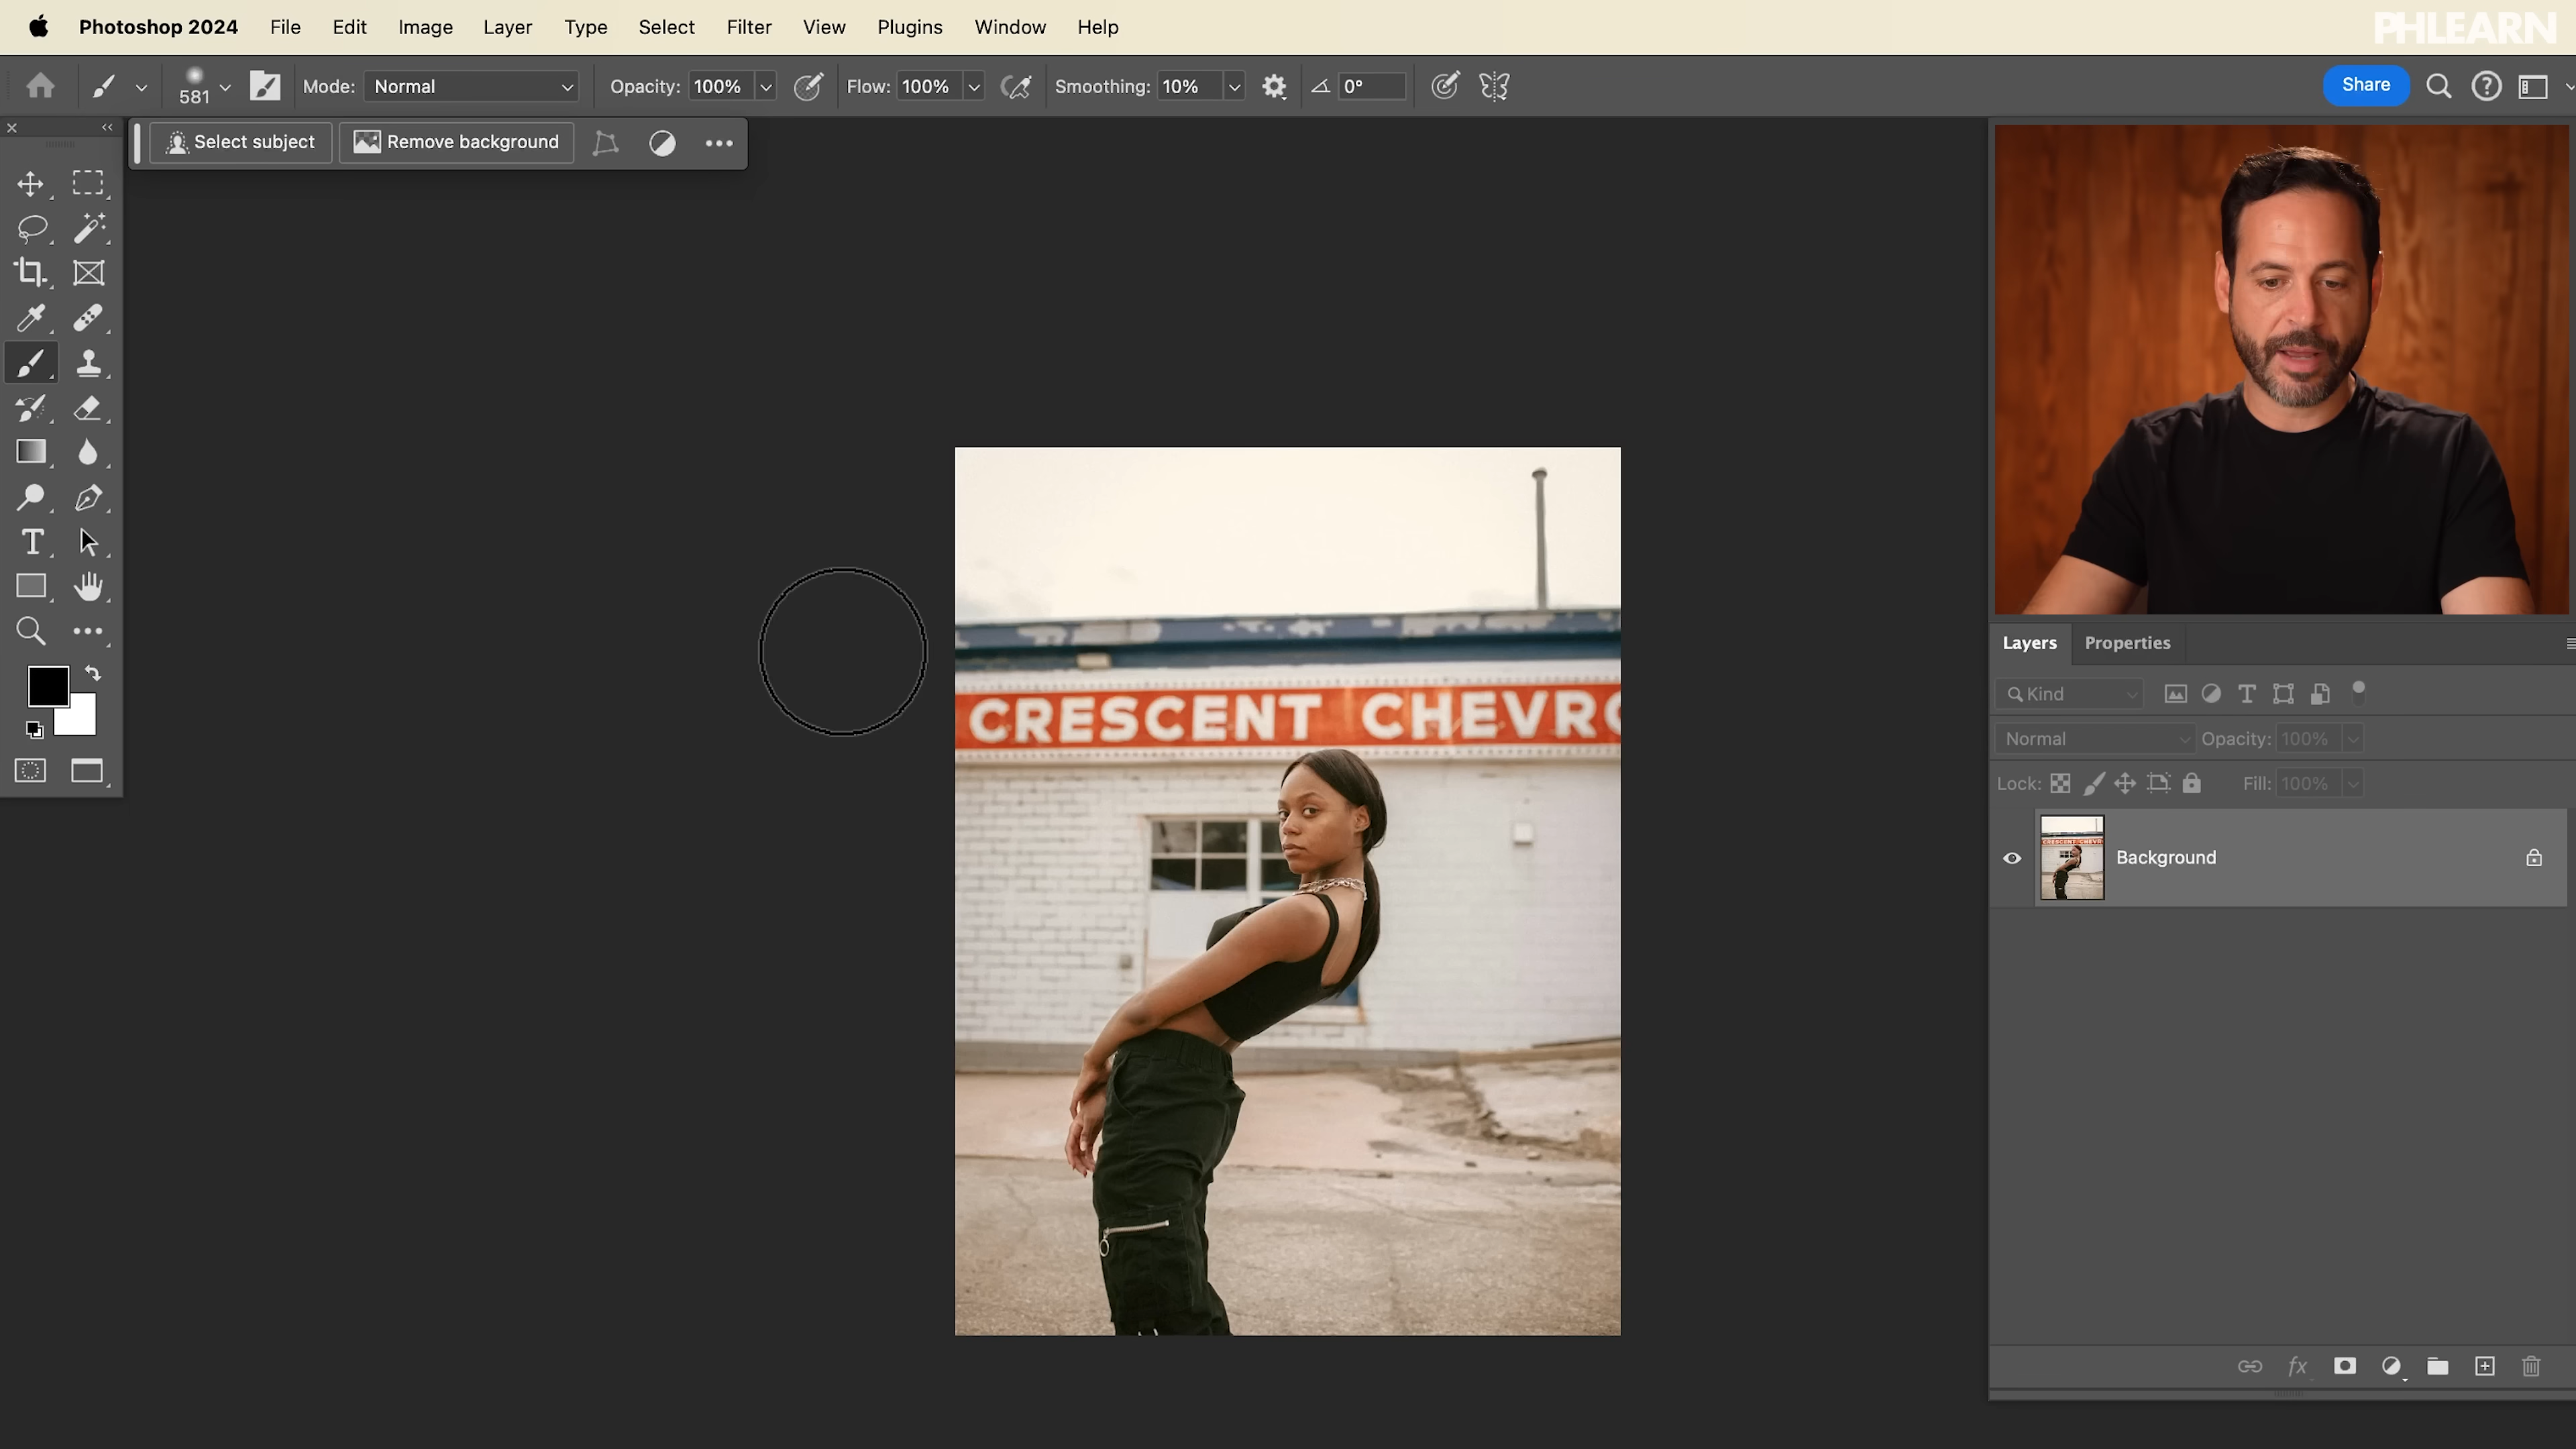 Photoshop 2024 File Edit Image Layer Type Select Filter View Plugins Window Help
PHLEARN
581 Mode: Normal Opacity: 100% Flow: 100% Smoothing: 10% 0° Share
Select subject Remove background
CRESCENT CHEVRO
Layers Properties
Kind
Normal Opacity: 100%
Lock: Fill: 100%
Background
fx